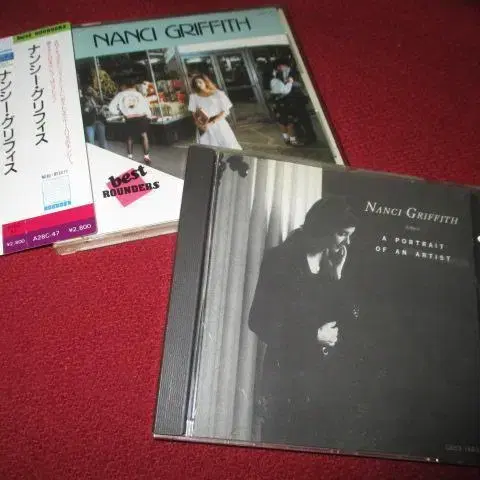 best ROUNDERS
ナンシー・グリフィス
ナンシー・グリフィス
¥2,800 A28C-47 ¥2,800
NANCI GRIFFITH
best
ROUNDERS
NANCI GRIFFITH
A PORTRAIT
OF AN ARTIST